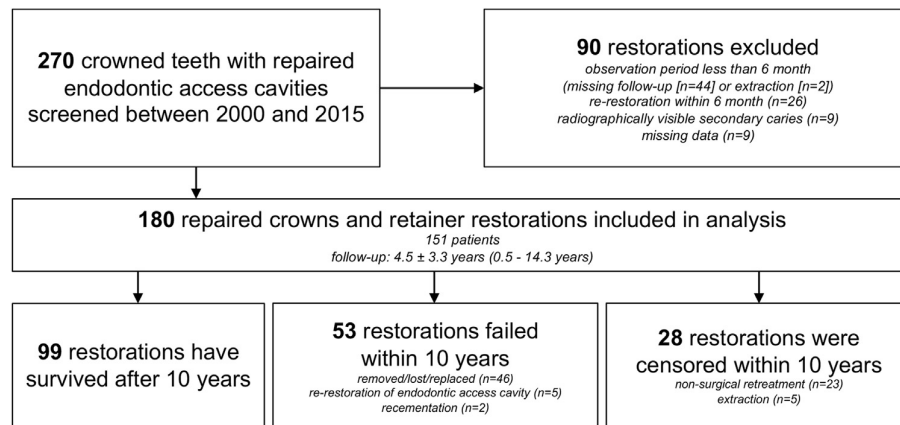 270 crowned teeth with repaired
endodontic access cavities
screened between 2000 and 2015
90 restorations excluded
observation period less than 6 month
(missing follow-up [n=44] or extraction [n=2])
re-restoration within 6 month (n=26)
radiographically visible secondary caries (n=9)
missing data (n=9)
180 repaired crowns and retainer restorations included in analysis
151 patients
follow-up: 4.5 ± 3.3 years (0.5 - 14.3 years)
99 restorations have
survived after 10 years
53 restorations failed
within 10 years
removed/lost/replaced (n=46)
re-restoration of endodontic access cavity (n=5)
recementation (n=2)
28 restorations were
censored within 10 years
non-surgical retreatment (n=23)
extraction (n=5)